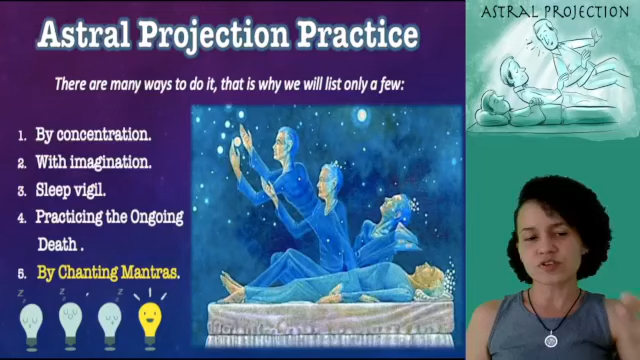 Astral Projection Practice
There are many ways to do it, that is why we will list only a few:
1. By concentration.
2. With imagination.
3. Sleep vigil.
4. Practicing the Ongoing
Death .
5. By Chanting Mantras.
z z
z z
z z
ASTRAL PROJECTION